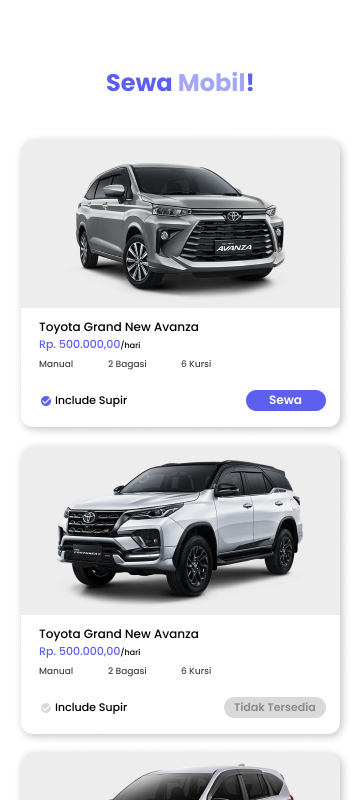 Sewa Mobil!
AVANZA
Toyota Grand New Avanza
Rp. 500.000,00/hari
Manual 2 Bagasi 6 Kursi
Include Supir Sewa
Toyota Grand New Avanza
Rp. 500.000,00/hari
Manual 2 Bagasi 6 Kursi
Include Supir Tidak Tersedia